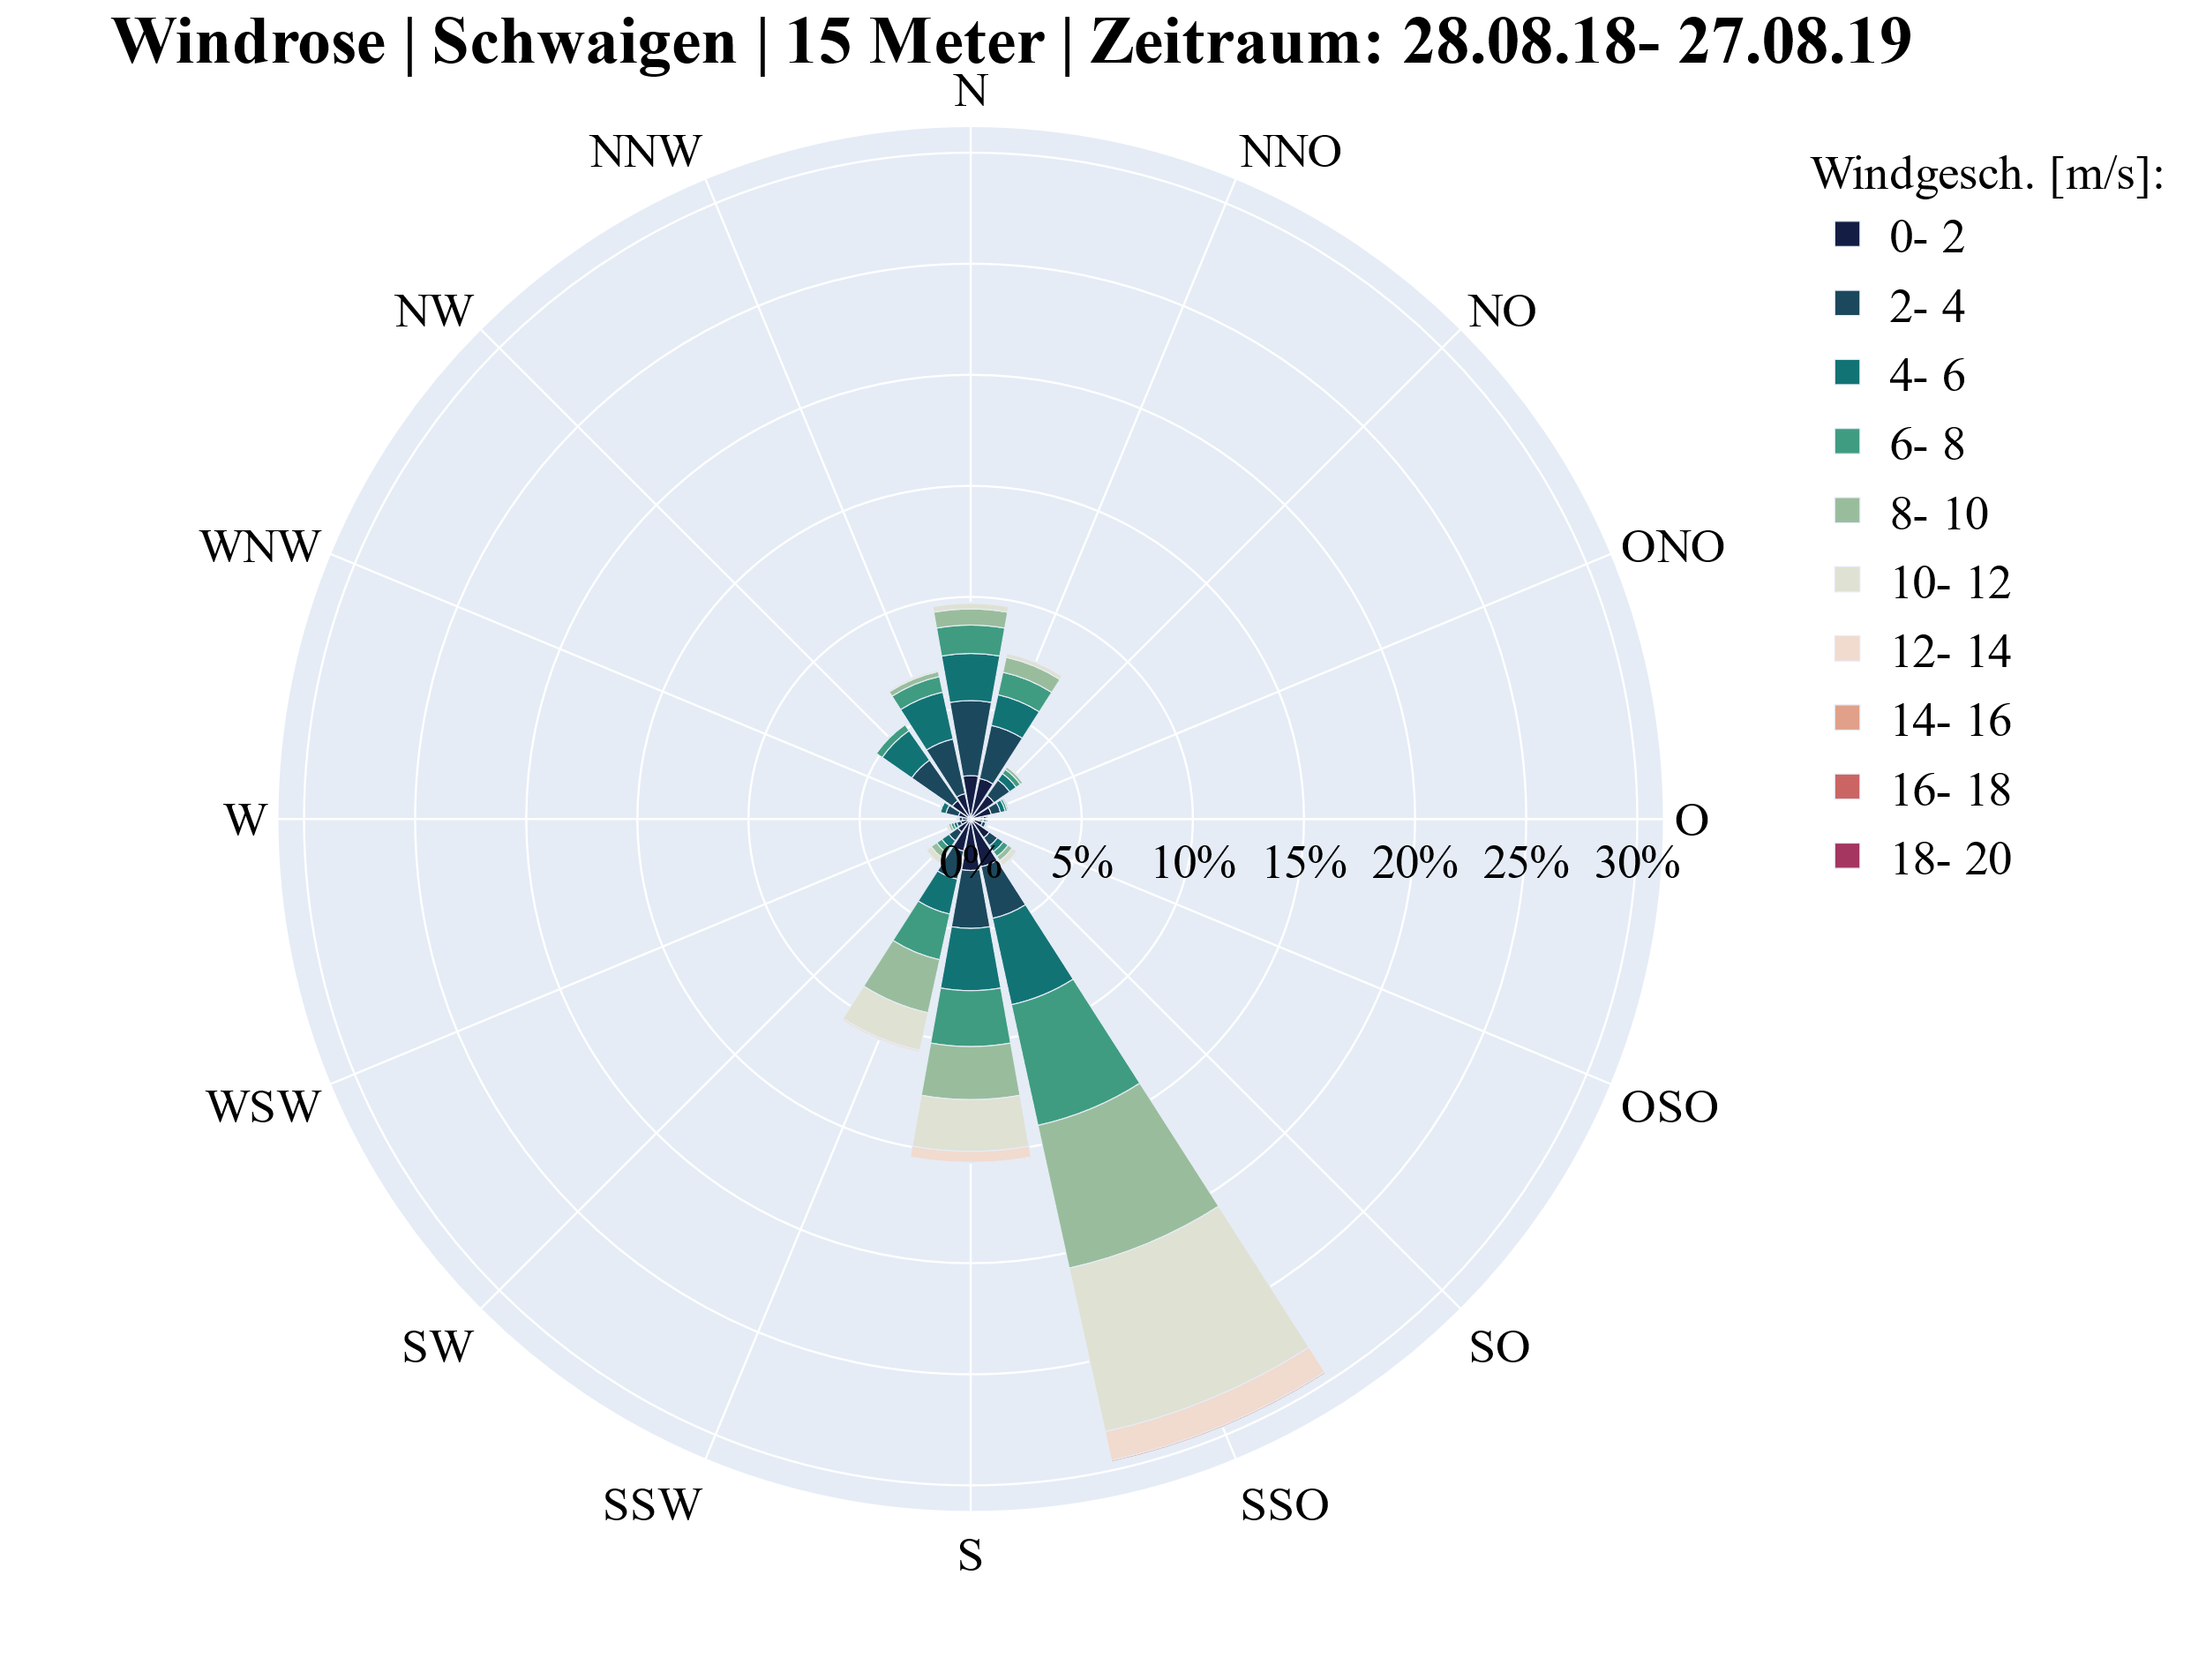 Windrose | Schwaigen | 15 Meter | Zeitraum: 28.08.18- 27.08.19
N
NNW
NNO
NW
NO
WNW
ONO
W
O
WSW
OSO
SW
SO
SSW
SSO
S
0%
5%
10%
15%
20%
25%
30%
Windgesch. [m/s]:
0- 2
2- 4
4- 6
6- 8
8- 10
10- 12
12- 14
14- 16
16- 18
18- 20